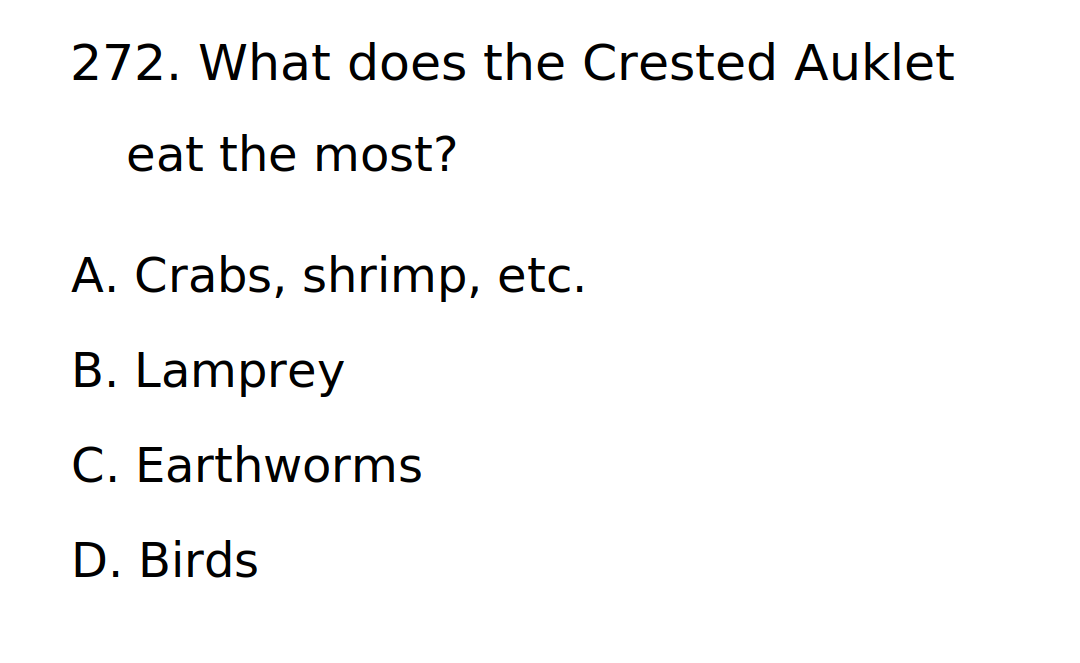 272. What does the Crested Auklet
eat the most?
A. Crabs, shrimp, etc.
B. Lamprey
C. Earthworms
D. Birds